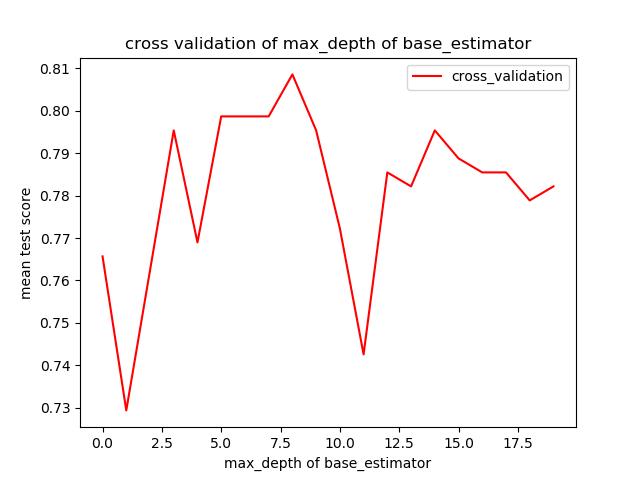 cross validation of max_depth of base_estimator
cross_validation
mean test score
0.81
0.80
0.79
0.78
0.77
0.76
0.75
0.74
0.73
0.0 2.5 5.0 7.5 10.0 12.5 15.0 17.5
max_depth of base_estimator